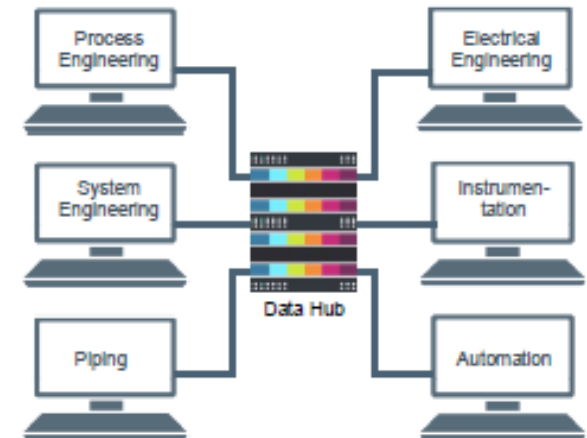 Process
Engineering
Electrical
Engineering
System
Engineering
Instrumen-
tation
Data Hub
Piping
Automation